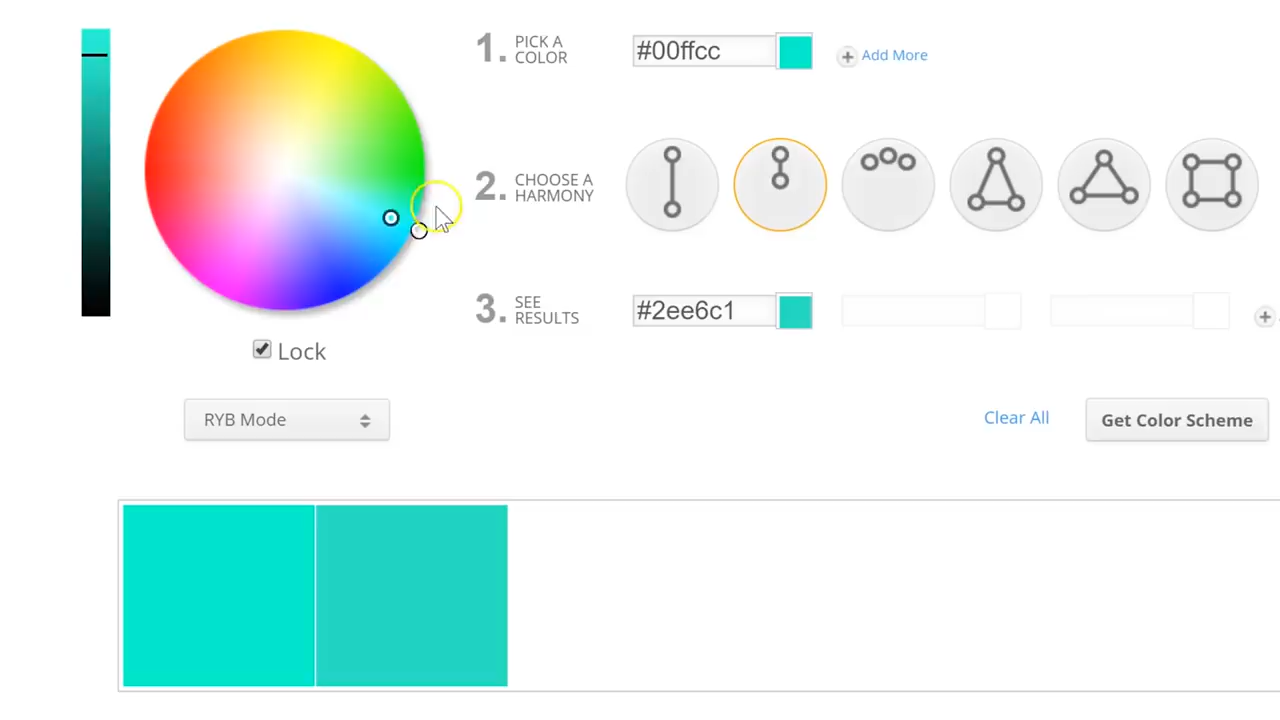 1. PICK A
COLOR
#00ffcc
Add More
2. CHOOSE A
HARMONY
3. SEE
RESULTS
#2ee6c1
Lock
RYB Mode
Clear All
Get Color Scheme